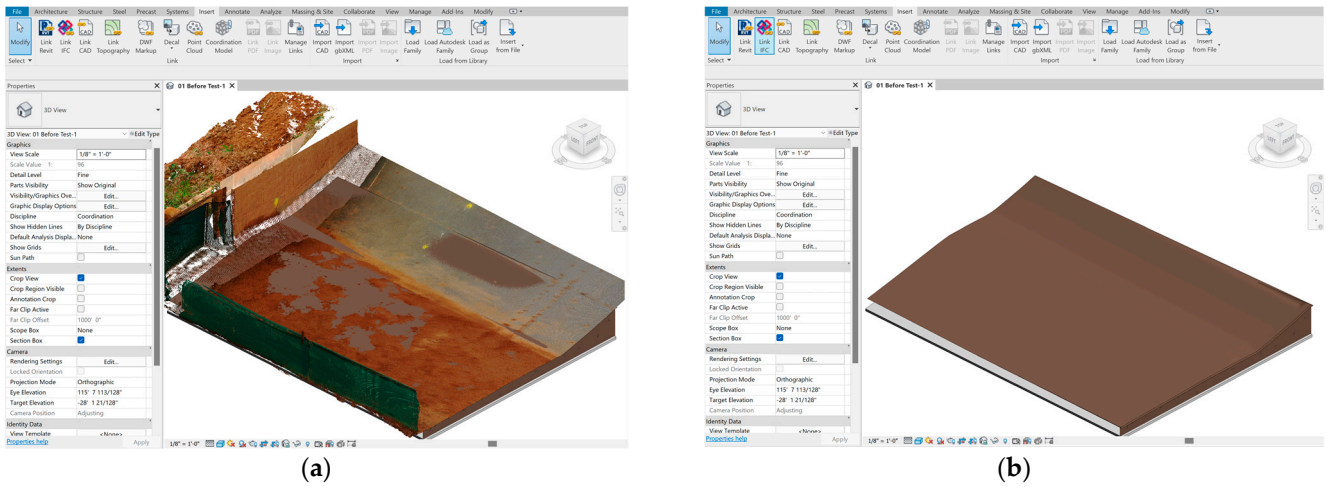 File Architecture Structure Steel Precast Systems Insert Annotate Analyze Massing & Site Collaborate View Manage Add-Ins Modify
Modify Link Revit Link IFC Link CAD Link Topography DWF Markup Decal Point Cloud Coordination Model Link PDF Link Image Manage Links Import CAD Import gbXML Import PDF Import Image Load Family Load Autodesk Family Load as Group Insert from File
Select Link Import Load from Library
Properties
01 Before Test-1
3D View
3D View: 01 Before Test-1 Edit Type
Graphics
View Scale 1/8" = 1'-0"
Scale Value 1: 96
Detail Level Fine
Parts Visibility Show Original
Visibility/Graphics Ove... Edit...
Graphic Display Options Edit...
Discipline Coordination
Show Hidden Lines By Discipline
Default Analysis Displa... None
Show Grids Edit...
Sun Path
Extents
Crop View
Crop Region Visible
Annotation Crop
Far Clip Active
Far Clip Offset 1000' 0"
Scope Box None
Section Box
Camera
Rendering Settings Edit...
Locked Orientation
Projection Mode Orthographic
Eye Elevation 115' 7 113/128"
Target Elevation -28' 1 21/128"
Camera Position Adjusting
Identity Data
View Template <None>
Properties help Apply
1/8" = 1'-0"
(a)
File Architecture Structure Steel Precast Systems Insert Annotate Analyze Massing & Site Collaborate View Manage Add-Ins Modify
Modify Link Revit Link IFC Link CAD Link Topography DWF Markup Decal Point Cloud Coordination Model Link PDF Link Image Manage Links Import CAD Import gbXML Import PDF Import Image Load Family Load Autodesk Family Load as Group Insert from File
Select Link Import Load from Library
Properties
01 Before Test-1
3D View
3D View: 01 Before Test-1 Edit Type
Graphics
View Scale 1/8" = 1'-0"
Scale Value 1: 96
Detail Level Fine
Parts Visibility Show Original
Visibility/Graphics Ove... Edit...
Graphic Display Options Edit...
Discipline Coordination
Show Hidden Lines By Discipline
Default Analysis Displa... None
Show Grids Edit...
Sun Path
Extents
Crop View
Crop Region Visible
Annotation Crop
Far Clip Active
Far Clip Offset 1000' 0"
Scope Box None
Section Box
Camera
Rendering Settings Edit...
Locked Orientation
Projection Mode Orthographic
Eye Elevation 115' 7 113/128"
Target Elevation -28' 1 21/128"
Camera Position Adjusting
Identity Data
View Template <None>
Properties help Apply
1/8" = 1'-0"
(b)